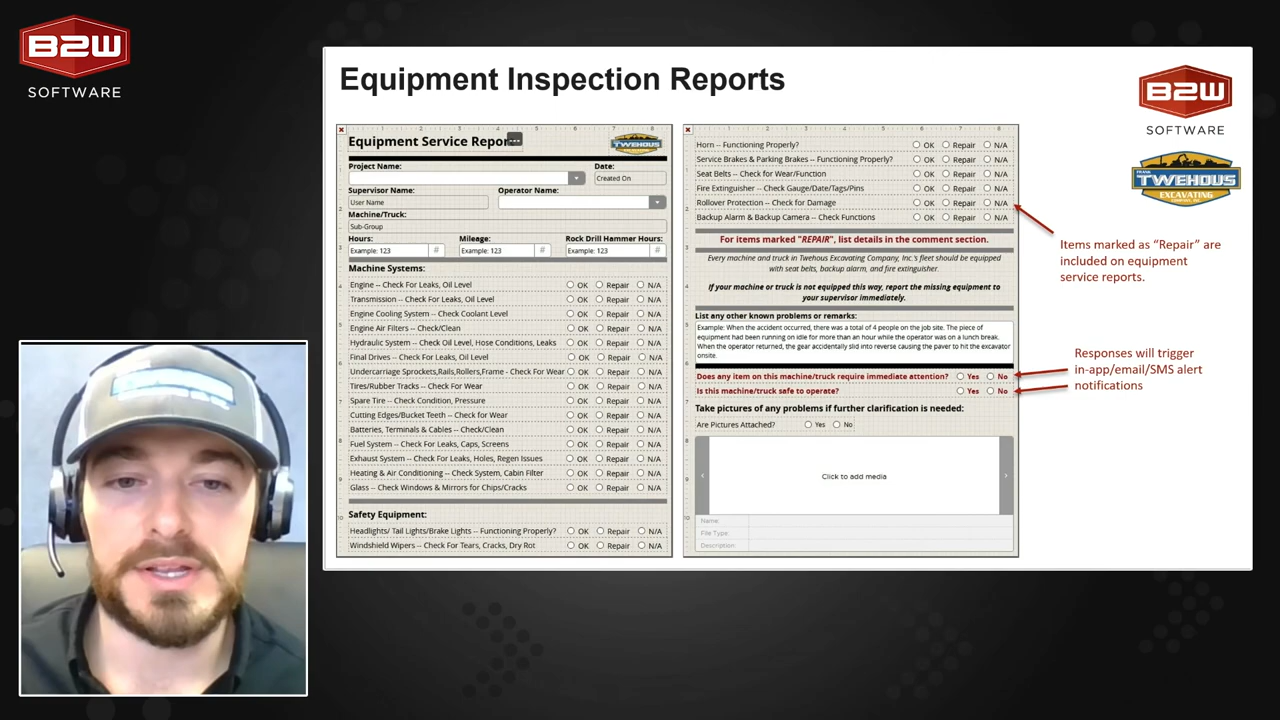 B2W
SOFTWARE
Equipment Inspection Reports
B2W
SOFTWARE
TWEHOUS
EXCAVATING
Equipment Service Repor
TWEHOUS
Project Name:
Date:
Created On
Supervisor Name:
Operator Name:
User Name
Machine/Truck:
Sub-Group
Hours:
Mileage:
Rock Drill Hammer Hours:
Example: 123 #
Example: 123 #
Example: 123 #
Machine Systems:
Engine -- Check For Leaks, Oil Level OK Repair N/A
Transmission -- Check For Leaks, Oil Level OK Repair N/A
Engine Cooling System -- Check Coolant Level OK Repair N/A
Engine Air Filters -- Check/Clean OK Repair N/A
Hydraulic System -- Check Oil Level, Hose Conditions, Leaks OK Repair N/A
Final Drives -- Check For Leaks, Oil Level OK Repair N/A
Undercarriage Sprockets,Rails,Rollers,Frame - Check For Wear OK Repair N/A
Tires/Rubber Tracks -- Check For Wear OK Repair N/A
Spare Tire -- Check Condition, Pressure OK Repair N/A
Cutting Edges/Bucket Teeth -- Check for Wear OK Repair N/A
Batteries, Terminals & Cables -- Check/Clean OK Repair N/A
Fuel System -- Check For Leaks, Caps, Screens OK Repair N/A
Exhaust System -- Check For Leaks, Holes, Regen Issues OK Repair N/A
Heating & Air Conditioning -- Check System, Cabin Filter OK Repair N/A
Glass -- Check Windows & Mirrors for Chips/Cracks OK Repair N/A
Safety Equipment:
Headlights/ Tail Lights/Brake Lights -- Functioning Properly? OK Repair N/A
Windshield Wipers -- Check For Tears, Cracks, Dry Rot OK Repair N/A
Horn -- Functioning Properly? OK Repair N/A
Service Brakes & Parking Brakes -- Functioning Properly? OK Repair N/A
Seat Belts -- Check for Wear/Function OK Repair N/A
Fire Extinguisher -- Check Gauge/Date/Tags/Pins OK Repair N/A
Rollover Protection -- Check for Damage OK Repair N/A
Backup Alarm & Backup Camera -- Check Functions OK Repair N/A
For items marked "REPAIR", list details in the comment section.
Every machine and truck in Twehous Excavating Company, Inc.'s fleet should be equipped
with seat belts, backup alarm, and fire extinguisher.
If your machine or truck is not equipped this way, report the missing equipment to
your supervisor immediately.
List any other known problems or remarks:
Example: When the accident occurred, there was a total of 4 people on the job site. The piece of
equipment had been running on idle for more than an hour while the operator was on a lunch break.
When the operator returned, the gear accidentally slid into reverse causing the paver to hit the excavator
onsite.
Does any item on this machine/truck require immediate attention? Yes No
Is this machine/truck safe to operate? Yes No
Take pictures of any problems if further clarification is needed:
Are Pictures Attached? Yes No
Click to add media
Name:
File Type:
Description:
Items marked as “Repair” are
included on equipment
service reports.
Responses will trigger
in-app/email/SMS alert
notifications